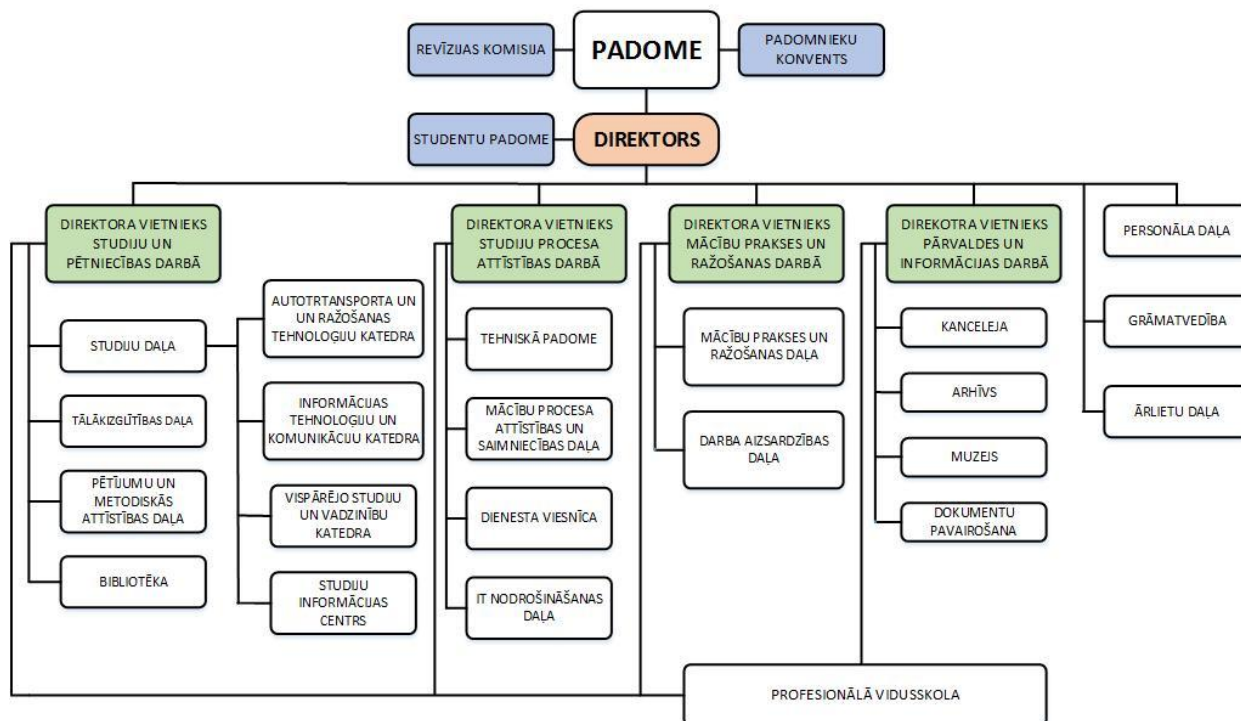 REVĪZIJAS KOMISIJA
PADOME
PADOMNIEKU
KONVENTS
STUDENTU PADOME
DIREKTORS
DIREKTORA VIETNIEKS
STUDIJU UN
PĒTNIECĪBAS DARBĀ
DIREKTORA VIETNIEKS
STUDIJU PROCESA
ATTĪSTĪBAS DARBĀ
DIREKTORA VIETNIEKS
MĀCĪBU PRAKSES UN
RAŽOŠANAS DARBĀ
DIREKOTRA VIETNIEKS
PĀRVALDES UN
INFORMĀCIJAS DARBĀ
PERSONĀLA DAĻA
STUDIJU DAĻA
TĀLĀKIZGLĪTĪBAS DAĻA
PĒTĪJUMU UN
METODISKĀS
ATTĪSTĪBAS DAĻA
BIBLIOTĒKA
AUTOTRTANSPORTA UN
UN RAŽOŠANAS
TEHNOLOĢIJU KATEDRA
INFORMĀCIJAS
TEHNOLOĢIJU UN
KOMUNIKĀCIJU KATEDRA
VISPĀRĒJO STUDIJU
UN VADZINĪBU
KATEDRA
STUDIJU
INFORMĀCIJAS
CENTRS
TEHNISKĀ PADOME
MĀCĪBU PROCESA
ATTĪSTĪBAS UN
SAIMNIECĪBAS DAĻA
DIENESTA VIESNĪCA
IT NODROŠINĀŠANAS
DAĻA
MĀCĪBU PRAKSES UN
RAŽOŠANAS DAĻA
DARBA AIZSARDZĪBAS
DAĻA
KANCELEJA
ARHĪVS
MUZEJS
DOKUMENTU
PAVAIROŠANA
GRĀMATVEDĪBA
ĀRLIETU DAĻA
PROFESIONĀLĀ VIDUSSKOLA